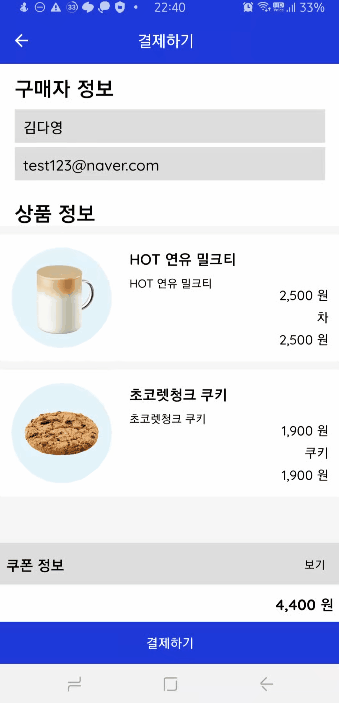 22:40
33%
결제하기
구매자 정보
김다영
test123@naver.com
상품 정보
HOT 연유 밀크티
HOT 연유 밀크티
2,500 원
차
2,500 원
초코렛청크 쿠키
초코렛청크 쿠키
1,900 원
쿠키
1,900 원
쿠폰 정보
보기
4,400 원
결제하기